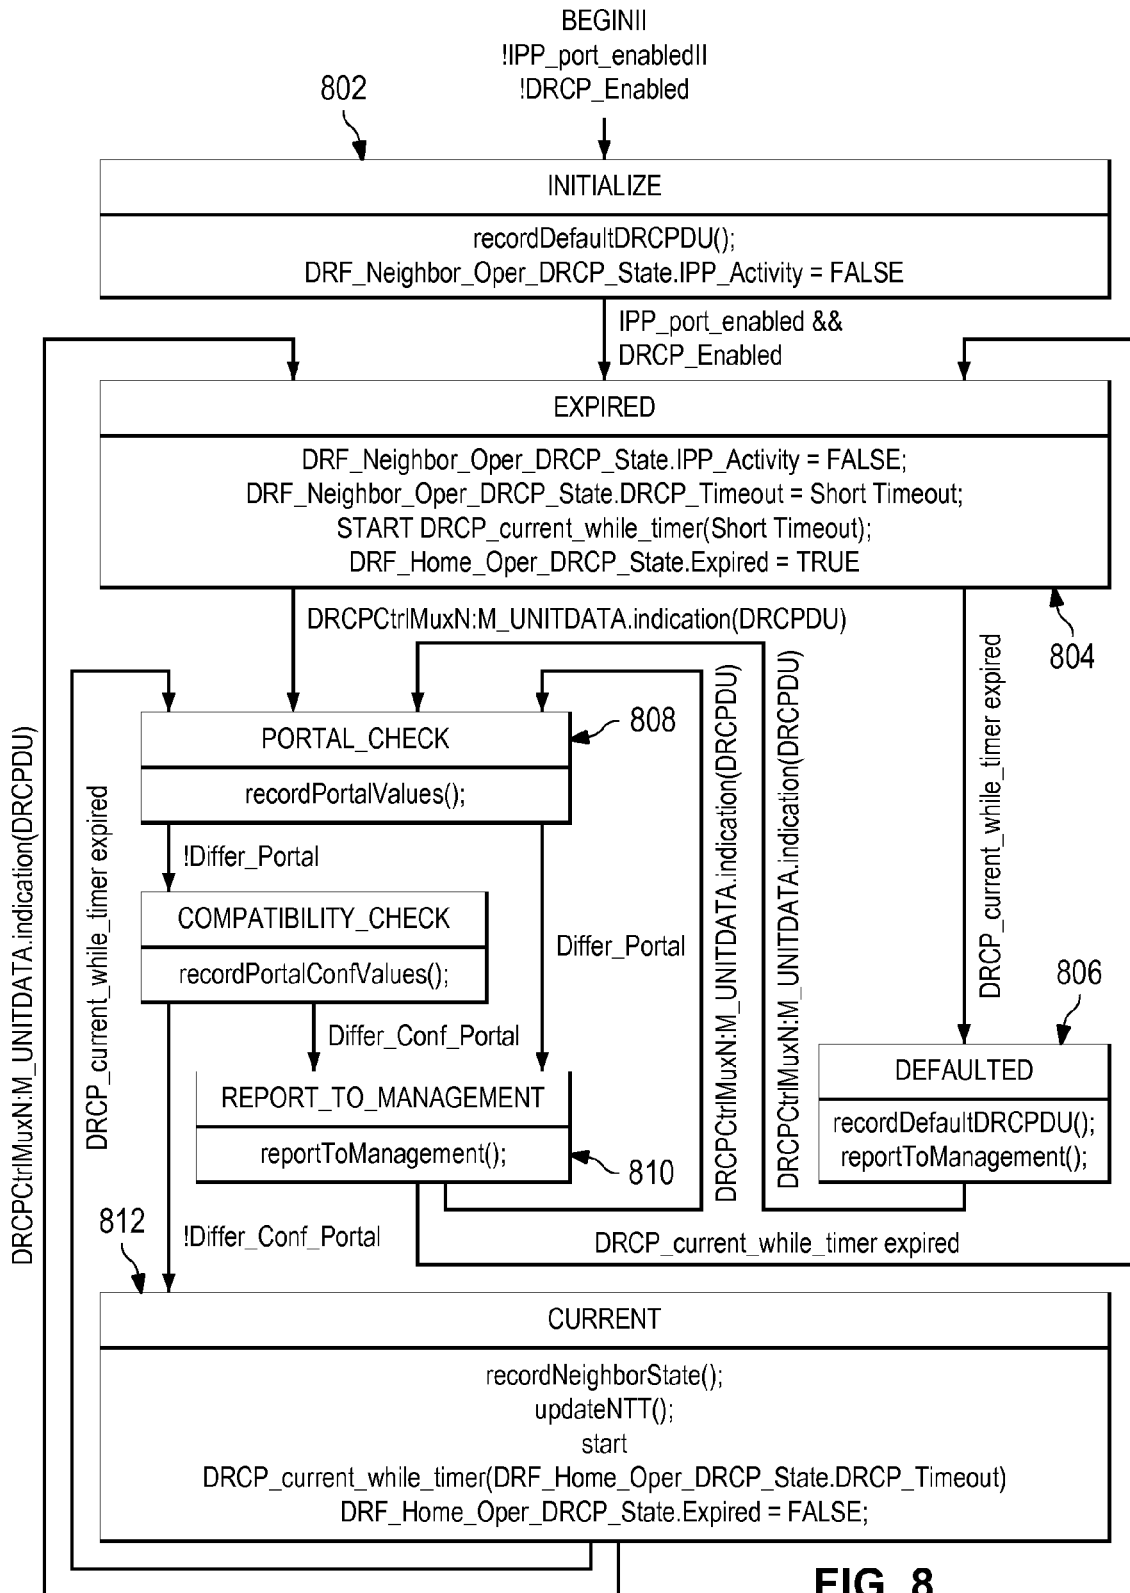 BEGINII
!IPP_port_enabledII
!DRCP_Enabled
802
INITIALIZE
recordDefaultDRCPDU();
DRF_Neighbor_Oper_DRCP_State.IPP_Activity = FALSE
IPP_port_enabled &&
DRCP_Enabled
EXPIRED
DRF_Neighbor_Oper_DRCP_State.IPP_Activity = FALSE;
DRF_Neighbor_Oper_DRCP_State.DRCP_Timeout = Short Timeout;
START DRCP_current_while_timer(Short Timeout);
DRF_Home_Oper_DRCP_State.Expired = TRUE
804
DRCPCtrlMuxN:M_UNITDATA.indication(DRCPDU)
PORTAL_CHECK
recordPortalValues();
808
!Differ_Portal
COMPATIBILITY_CHECK
recordPortalConfValues();
Differ_Portal
Differ_Conf_Portal
REPORT_TO_MANAGEMENT
reportToManagement();
810
DRCPCtrlMuxN:M_UNITDATA.indication(DRCPDU)
DRCPCtrlMuxN:M_UNITDATA.indication(DRCPDU)
DRCP_current_while_timer expired
806
DEFAULTED
recordDefaultDRCPDU();
reportToManagement();
DRCP_current_while_timer expired
DRCPCtrlMuxN:M_UNITDATA.indication(DRCPDU)
DRCP_current_while_timer expired
!Differ_Conf_Portal
812
CURRENT
recordNeighborState();
updateNTT();
start
DRCP_current_while_timer(DRF_Home_Oper_DRCP_State.DRCP_Timeout)
DRF_Home_Oper_DRCP_State.Expired = FALSE;
FIG. 8